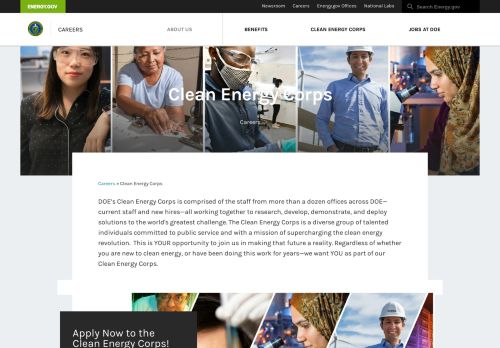 ENERGY.GOV
Newsroom Careers Energy.gov Offices National Labs Search Energy.gov
CAREERS ABOUT US BENEFITS CLEAN ENERGY CORPS JOBS AT DOE
Clean Energy Corps
Careers
Careers » Clean Energy Corps
DOE's Clean Energy Corps is comprised of the staff from more than a dozen offices across DOE—
current staff and new hires—all working together to research, develop, demonstrate, and deploy
solutions to the world's greatest challenge. The Clean Energy Corps is a diverse group of talented
individuals committed to public service and with a mission of supercharging the clean energy
revolution. This is YOUR opportunity to join us in making that future a reality. Regardless of whether
you are new to clean energy, or have been doing this work for years—we want YOU as part of our
Clean Energy Corps.
Apply Now to the
Clean Energy Corps!